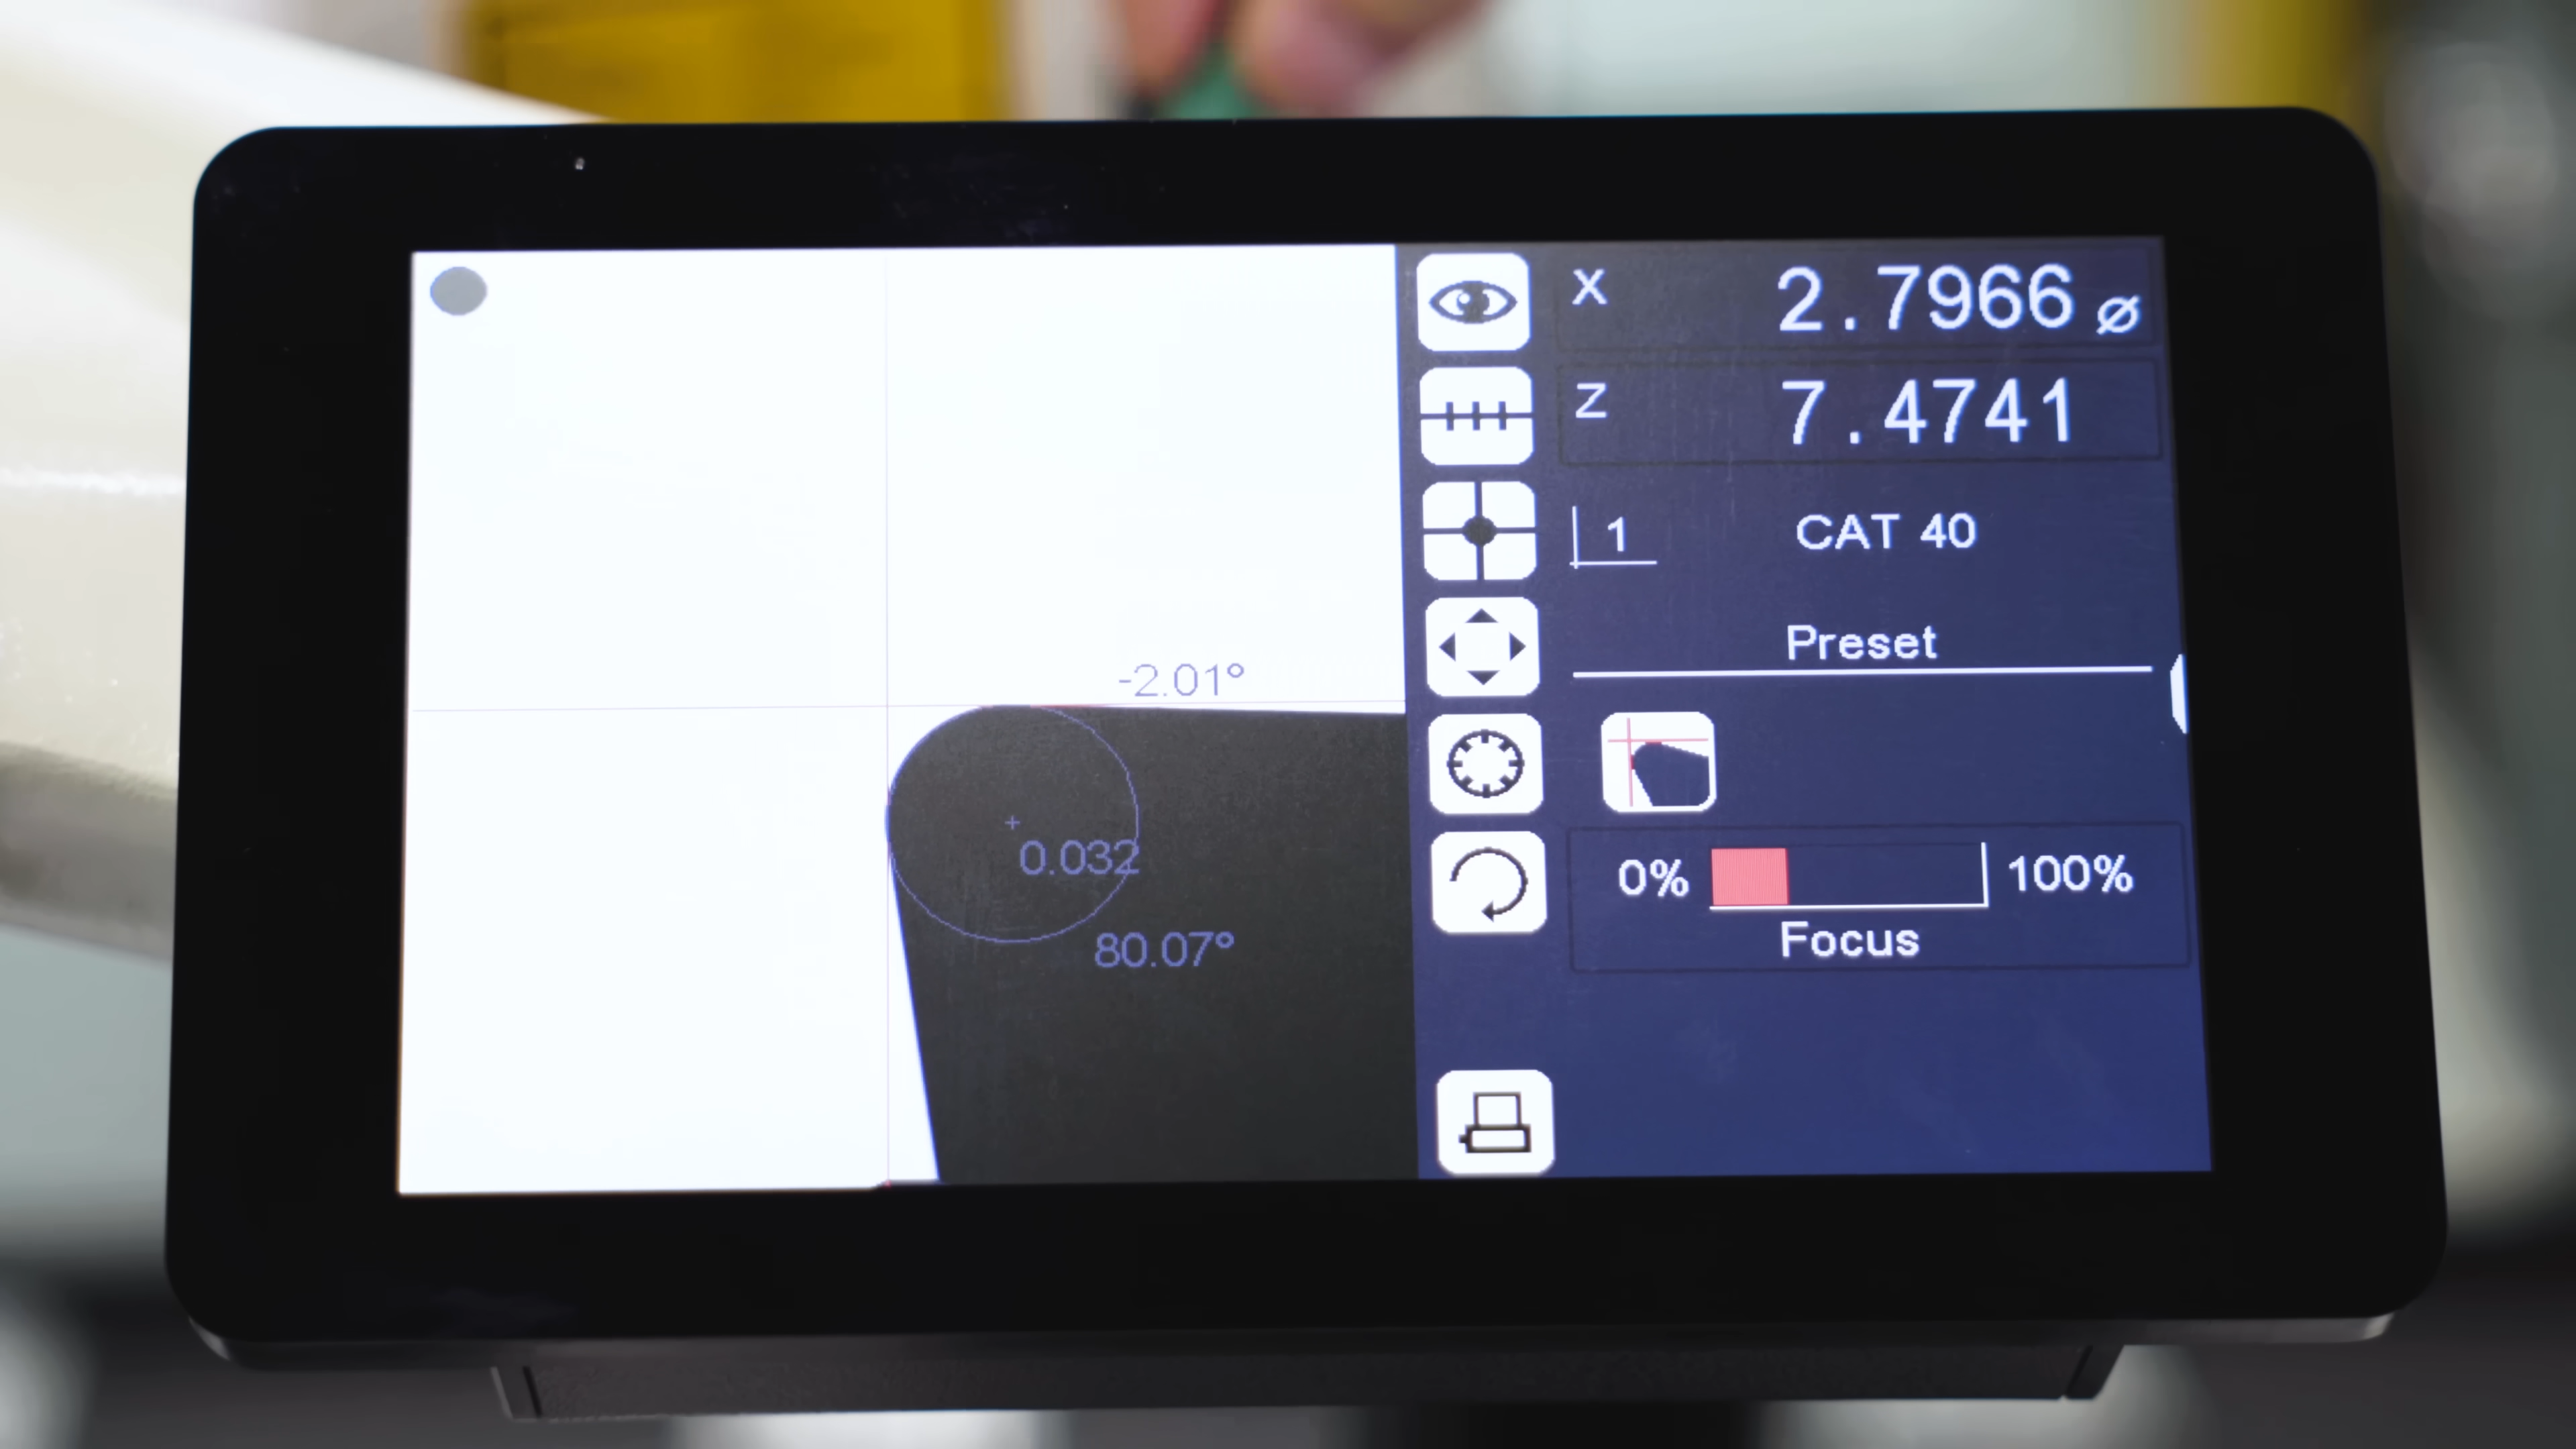 X 2.7966 ⌀
Z 7.4741
1 CAT 40
Preset
-2.01°
0.032
80.07°
0% 100%
Focus